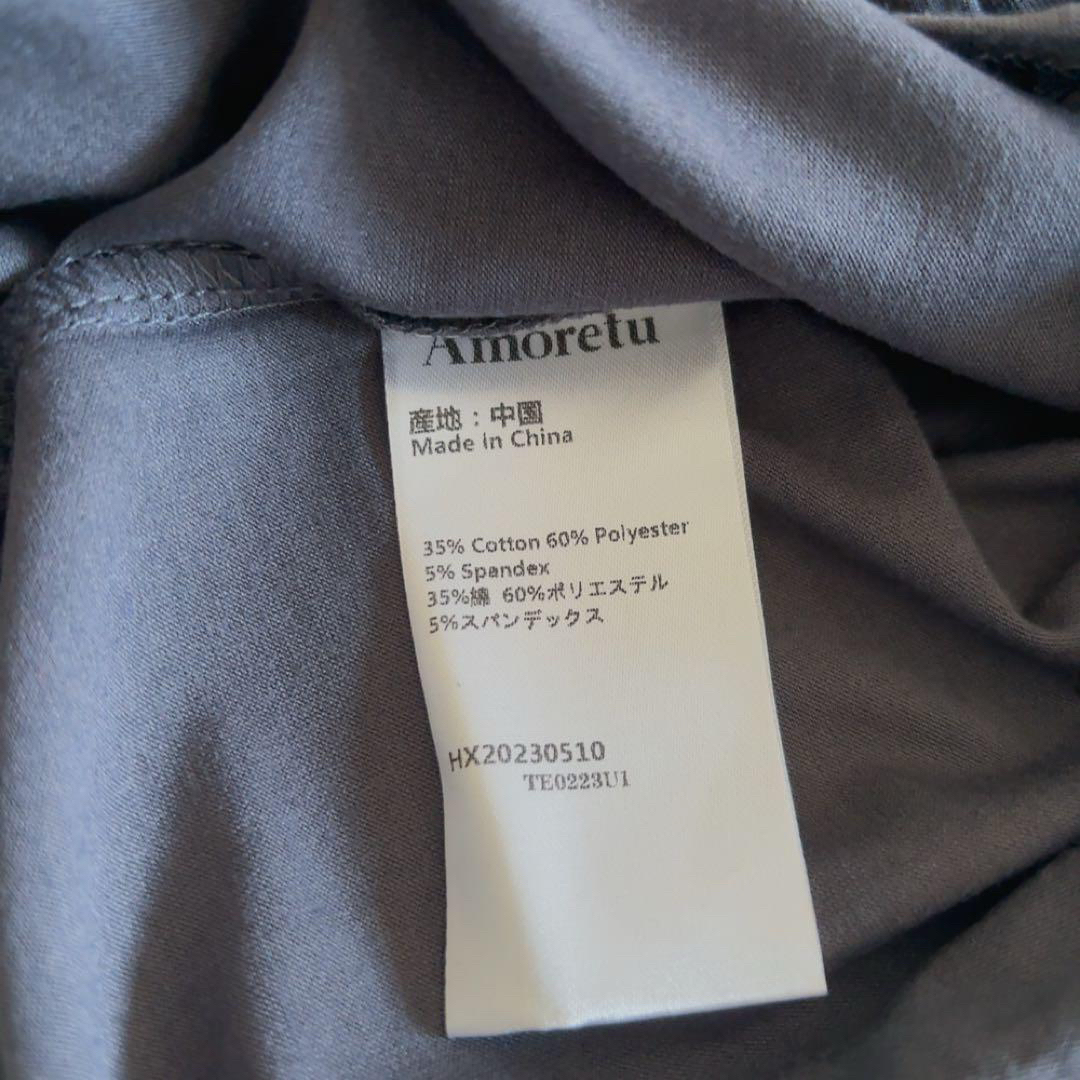 Amoretu
産地：中国
Made in China
35% Cotton 60% Polyester
5% Spandex
35%綿 60%ポリエステル
5%スパンデックス
HX20230510
TE0223U1